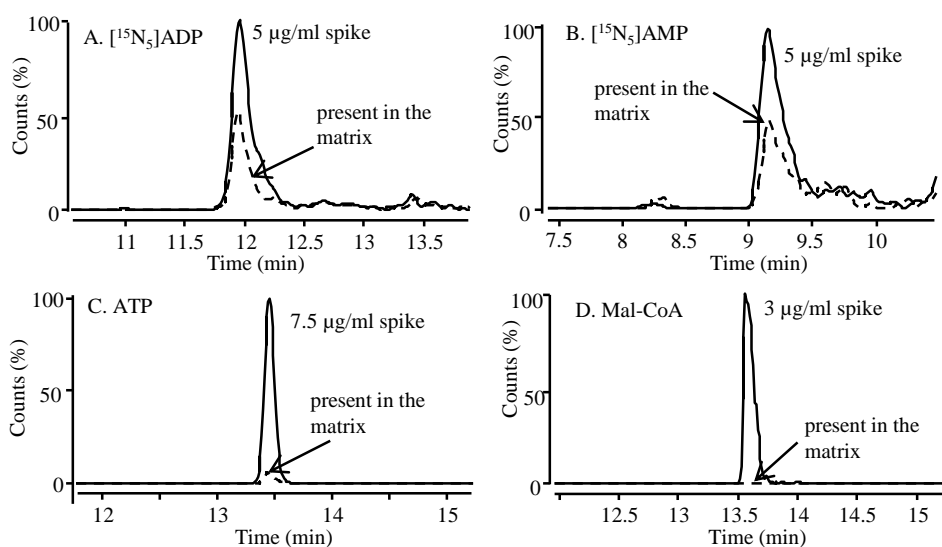 A. [¹⁵N₅]ADP
5 µg/ml spike
present in the
matrix
Counts (%)
100
50
0
11
11.5
12
12.5
13
13.5
Time (min)
B. [¹⁵N₅]AMP
5 µg/ml spike
present in the
matrix
Counts (%)
100
50
0
7.5
8
8.5
9
9.5
10
Time (min)
C. ATP
7.5 µg/ml spike
present in the
matrix
Counts (%)
100
50
0
12
13
14
15
Time (min)
D. Mal-CoA
3 µg/ml spike
present in the
matrix
Counts (%)
100
50
0
12.5
13
13.5
14
14.5
15
Time (min)